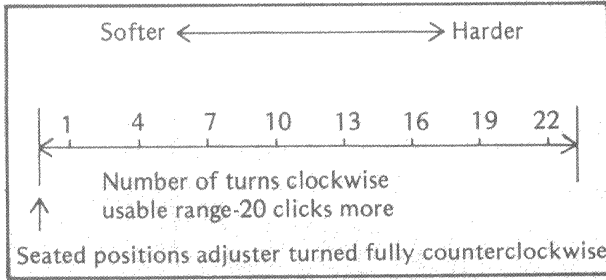 Softer Harder
1 4 7 10 13 16 19 22
Number of turns clockwise
usable range-20 clicks more
Seated positions adjuster turned fully counterclockwise